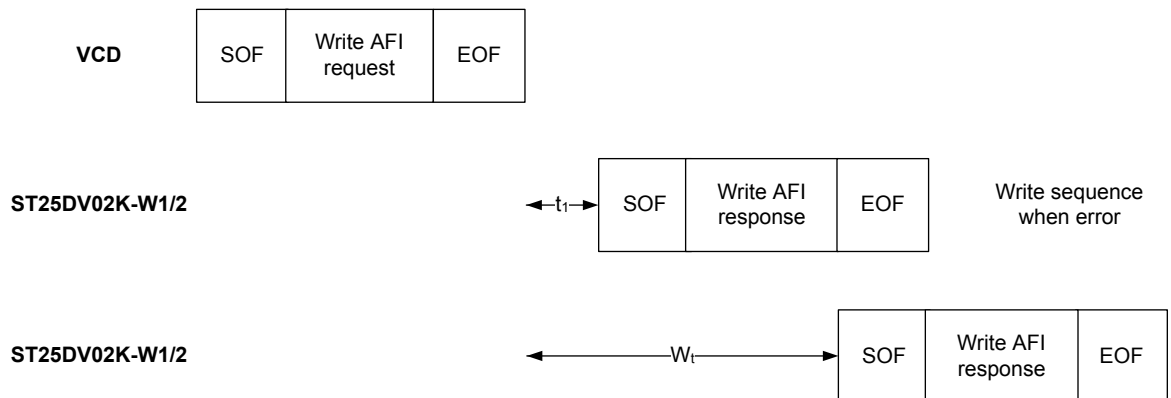 VCD
SOF
Write AFI
request
EOF
ST25DV02K-W1/2
t1
SOF
Write AFI
response
EOF
Write sequence
when error
ST25DV02K-W1/2
Wt
SOF
Write AFI
response
EOF